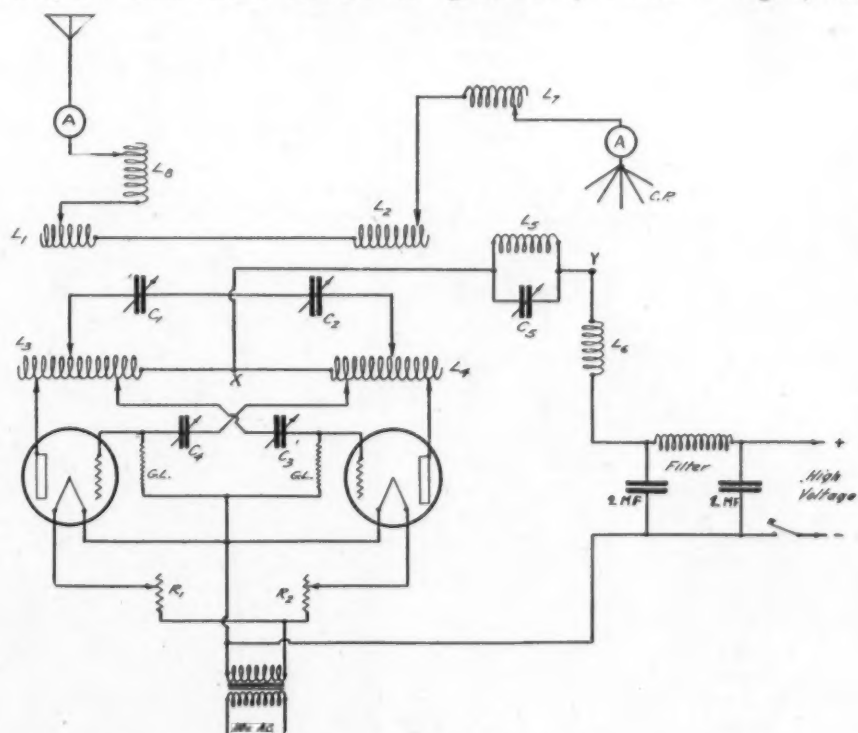 A
L7
A
L8
C.P.
L1
L2
L5
Y
C1
C2
C5
L3
X
L4
L6
C4
C3
G.L.
G.L.
Filter
+
High
Voltage
2 MF
2 MF
-
R1
R2